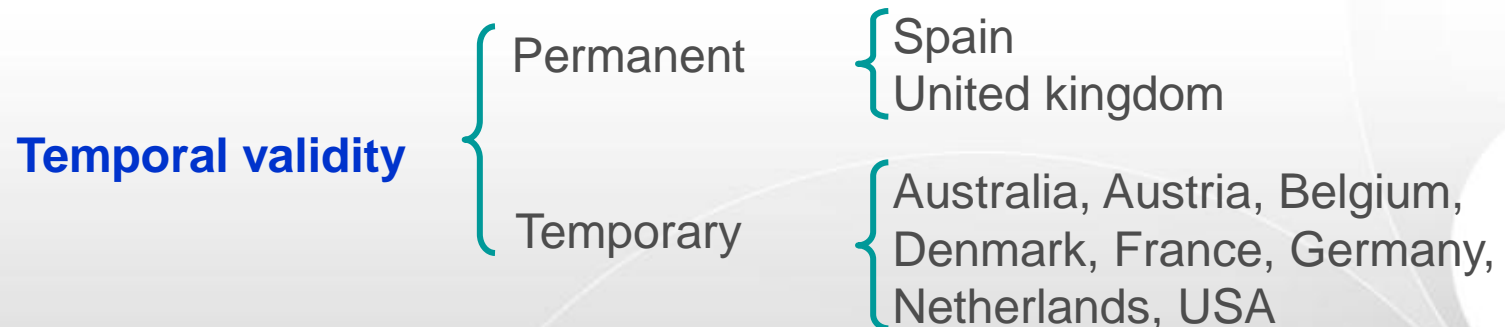 Temporal validity
Permanent
Spain
United kingdom
Temporary
Australia, Austria, Belgium,
Denmark, France, Germany,
Netherlands, USA